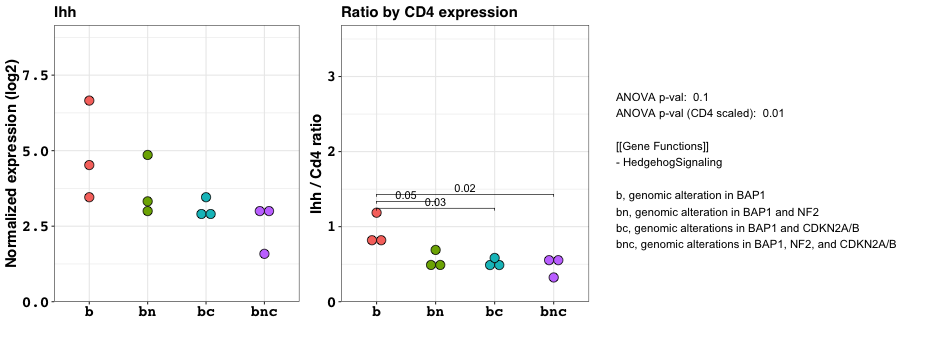 Ihh
Normalized expression (log2)
7.5
5.0
2.5
0.0
b bn bc bnc
Ratio by CD4 expression
Ihh / Cd4 ratio
3
2
1
0
0.02
0.05
0.03
b bn bc bnc
ANOVA p-val: 0.1
ANOVA p-val (CD4 scaled): 0.01
[[Gene Functions]]
- HedgehogSignaling
b, genomic alteration in BAP1
bn, genomic alteration in BAP1 and NF2
bc, genomic alterations in BAP1 and CDKN2A/B
bnc, genomic alterations in BAP1, NF2, and CDKN2A/B